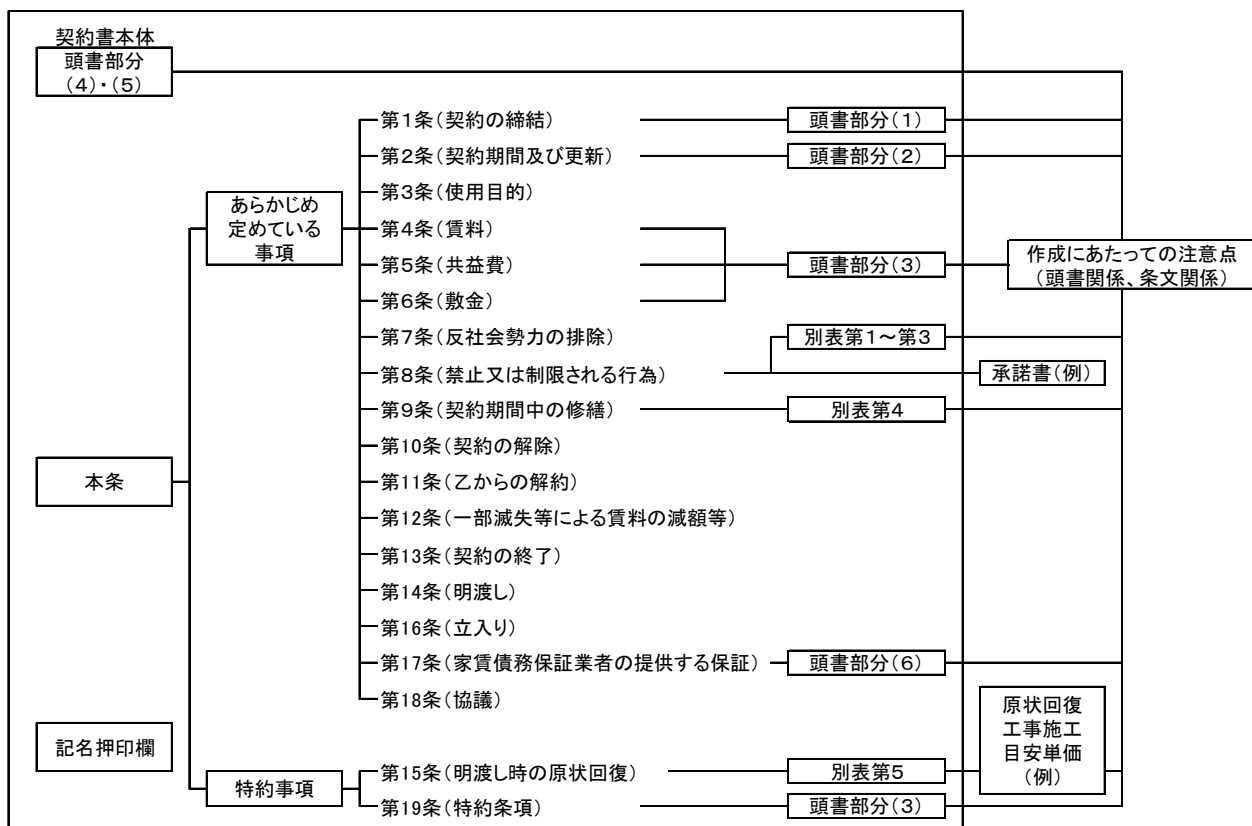 契約書本体
頭書部分
(4)・(5)
第1条(契約の締結)
頭書部分(1)
第2条(契約期間及び更新)
頭書部分(2)
第3条(使用目的)
あらかじめ
定めている
事項
第4条(賃料)
第5条(共益費)
頭書部分(3)
作成にあたっての注意点
(頭書関係、条文関係)
第6条(敷金)
第7条(反社会勢力の排除)
別表第1~第3
第8条(禁止又は制限される行為)
承諾書(例)
第9条(契約期間中の修繕)
別表第4
第10条(契約の解除)
本条
第11条(乙からの解約)
第12条(一部滅失等による賃料の減額等)
第13条(契約の終了)
第14条(明渡し)
第16条(立入り)
第17条(家賃債務保証業者の提供する保証)
頭書部分(6)
第18条(協議)
記名押印欄
原状回復
工事施工
目安単価
(例)
特約事項
第15条(明渡し時の原状回復)
別表第5
第19条(特約条項)
頭書部分(3)